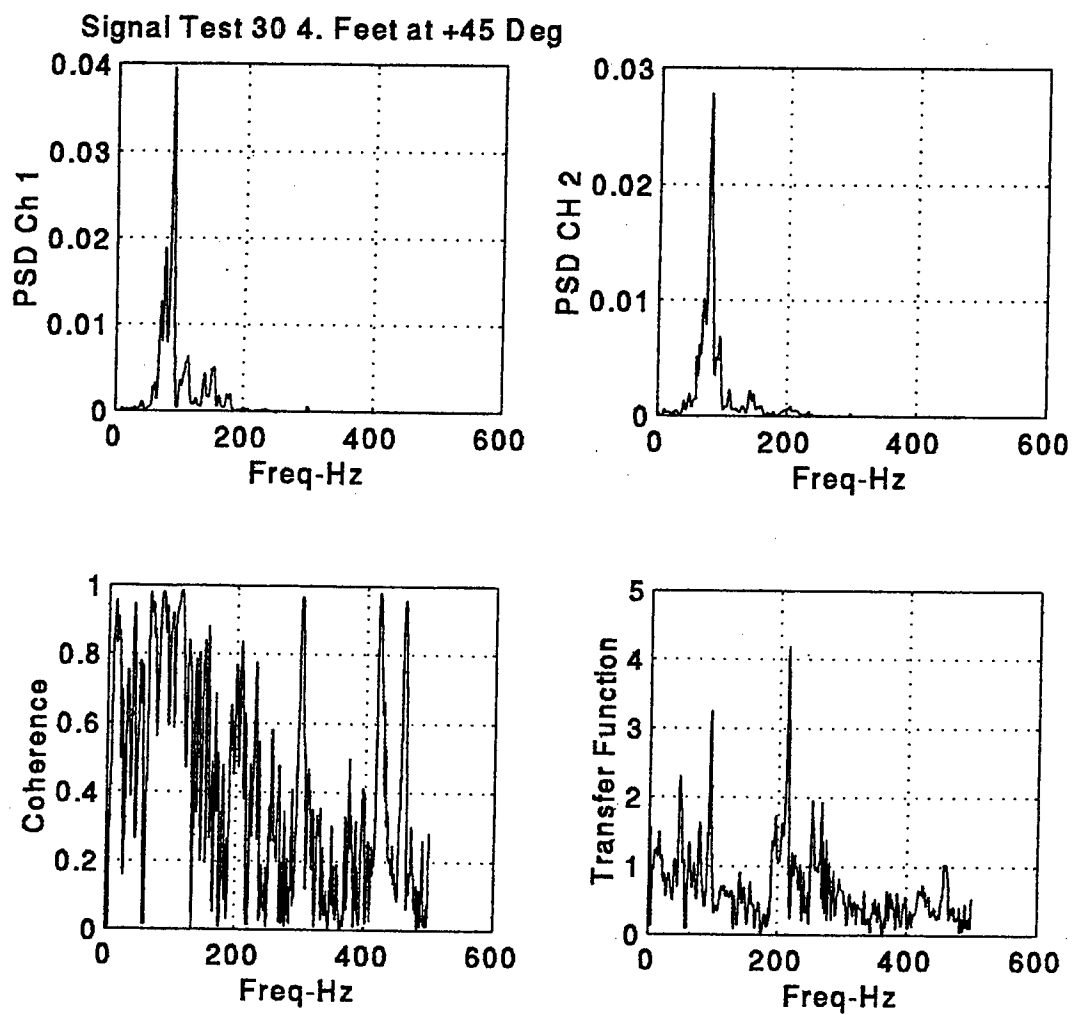 Signal Test 30 4. Feet at +45 Deg
0.04
0.03
0.02
0.01
0
PSD Ch 1
0 200 400 600
Freq-Hz
0.03
0.02
0.01
0
PSD CH 2
0 200 400 600
Freq-Hz
1
0.8
0.6
0.4
0.2
0
Coherence
0 200 400 600
Freq-Hz
5
4
3
2
1
0
Transfer Function
0 200 400 600
Freq-Hz